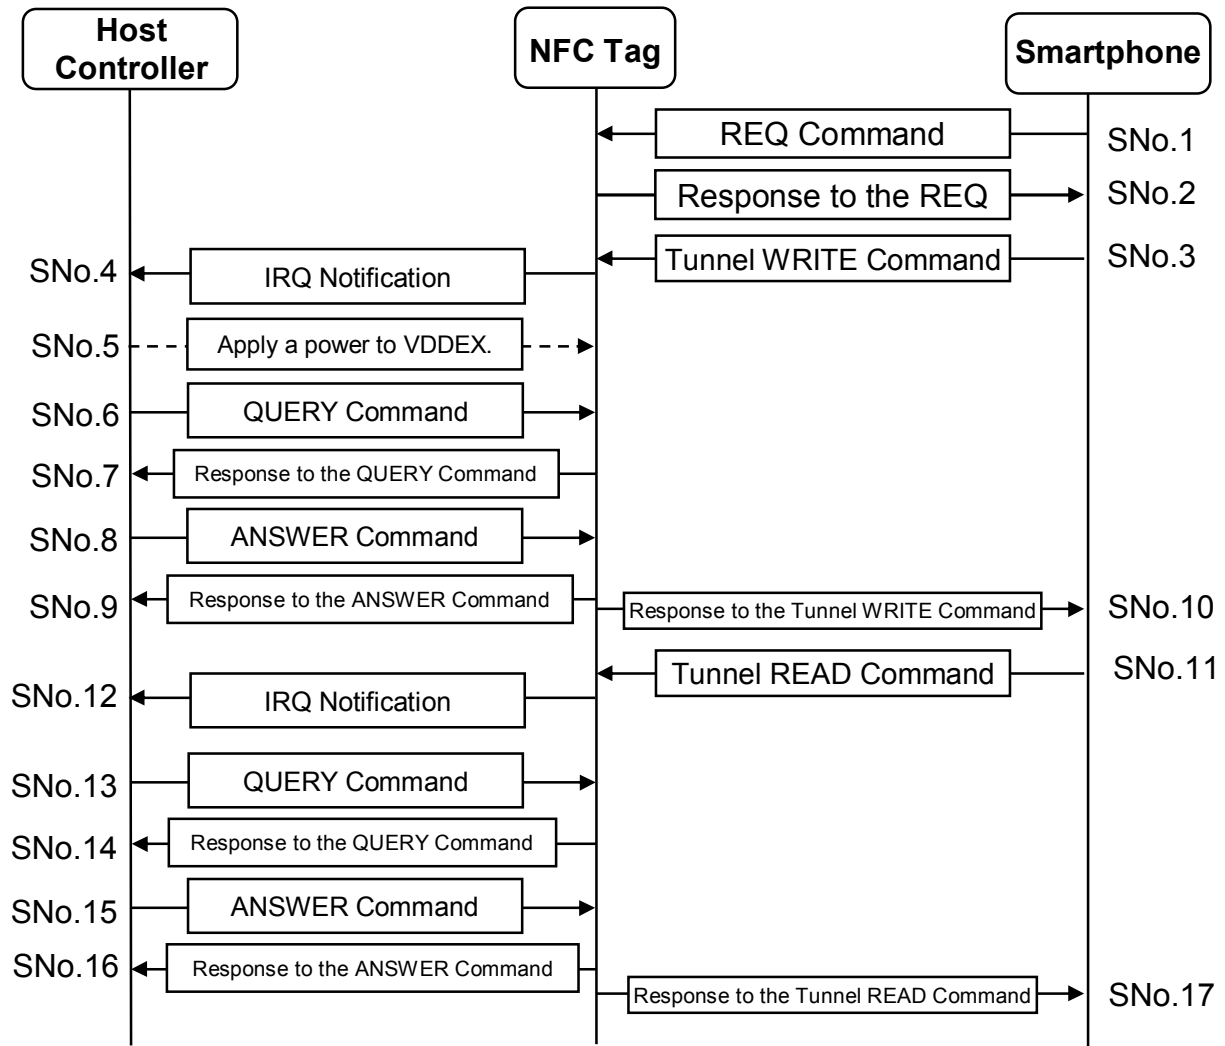 Host
Controller
NFC Tag
Smartphone
REQ Command
SNo.1
Response to the REQ
SNo.2
Tunnel WRITE Command
SNo.3
SNo.4
IRQ Notification
SNo.5
Apply a power to VDDEX.
SNo.6
QUERY Command
SNo.7
Response to the QUERY Command
SNo.8
ANSWER Command
SNo.9
Response to the ANSWER Command
Response to the Tunnel WRITE Command
SNo.10
Tunnel READ Command
SNo.11
SNo.12
IRQ Notification
SNo.13
QUERY Command
SNo.14
Response to the QUERY Command
SNo.15
ANSWER Command
SNo.16
Response to the ANSWER Command
Response to the Tunnel READ Command
SNo.17